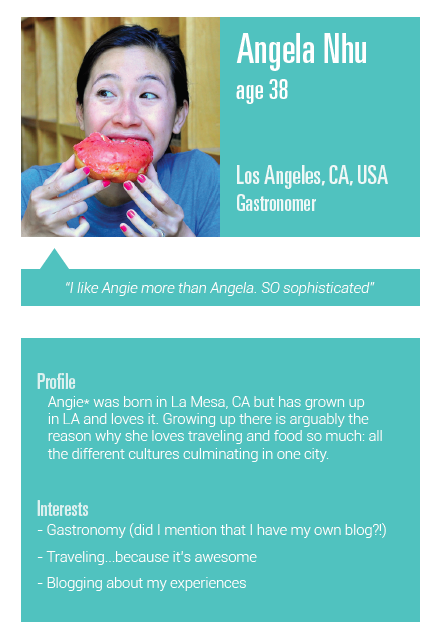 Angela Nhu
age 38
Los Angeles, CA, USA
Gastronomer
"I like Angie more than Angela. SO sophisticated"
Profile
Angie* was born in La Mesa, CA but has grown up
in LA and loves it. Growing up there is arguably the
reason why she loves traveling and food so much: all
the different cultures culminating in one city.
Interests
- Gastronomy (did I mention that I have my own blog?!)
- Traveling...because it's awesome
- Blogging about my experiences